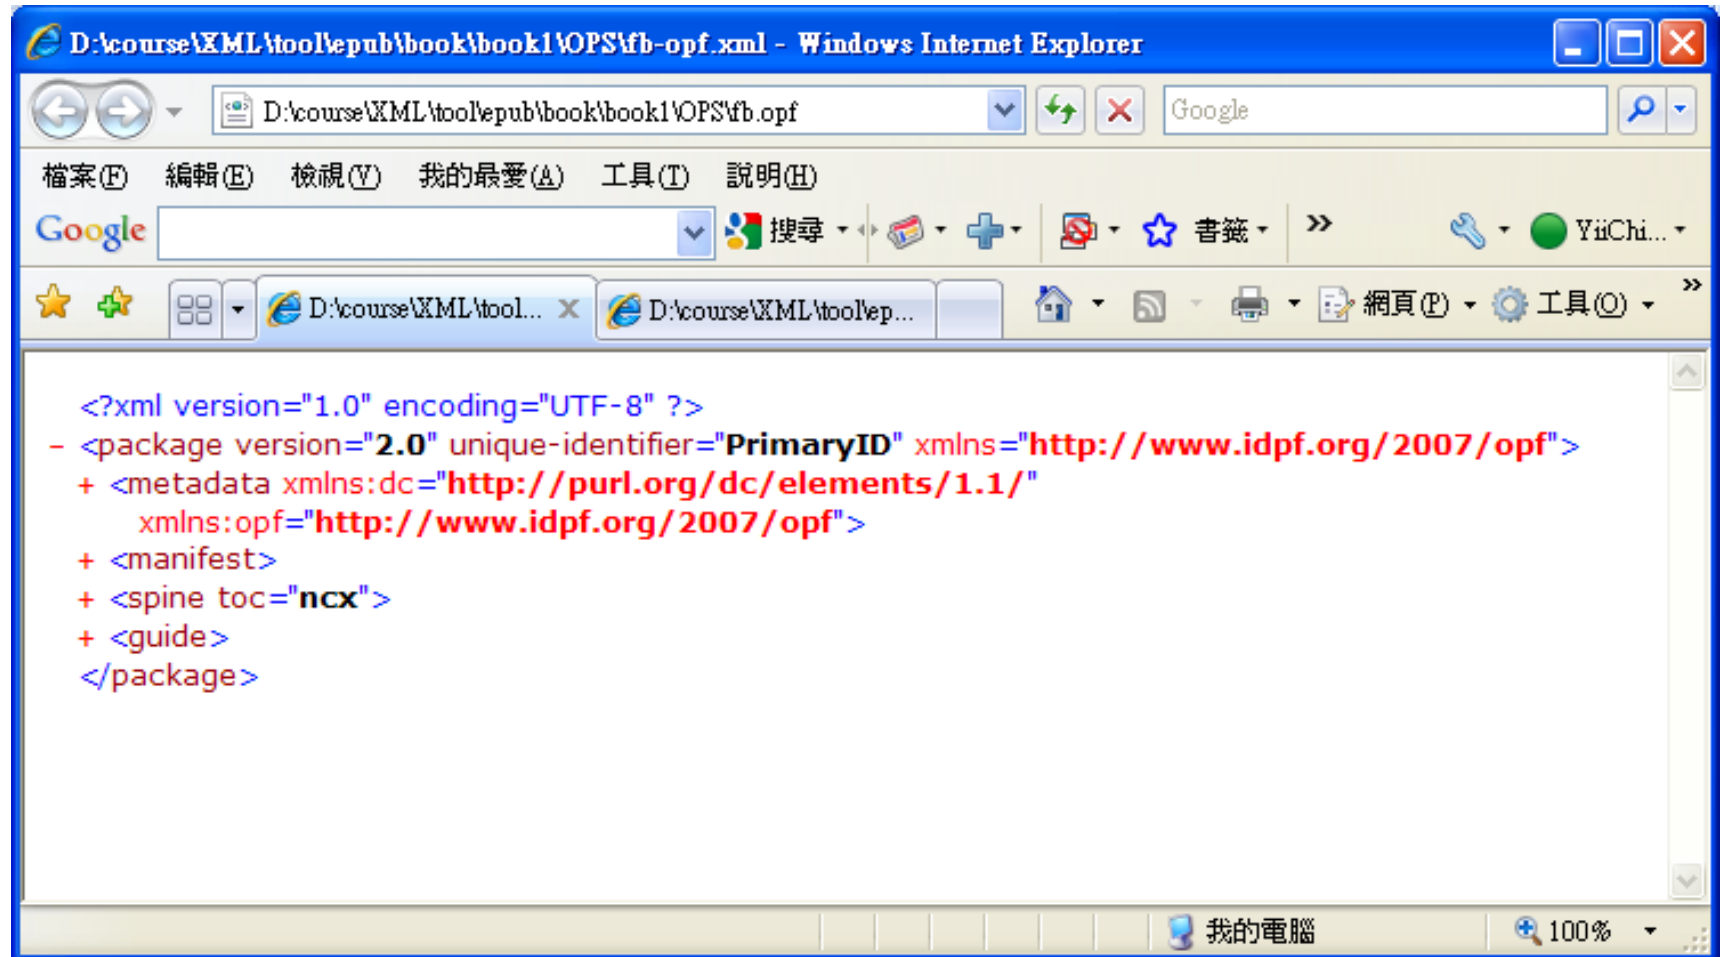 D:\course\XML\tool\epub\book\book1\OPS\fb-opf.xml - Windows Internet Explorer
D:\course\XML\tool\epub\book\book1\OPS\fb.opf Google
檔案(F) 編輯(E) 檢視(V) 我的最愛(A) 工具(T) 說明(H)
Google 搜尋 書籤 » YiiChi...
D:\course\XML\tool... D:\course\XML\tool\ep... 網頁(P) 工具(O) »
<?xml version="1.0" encoding="UTF-8" ?>
- <package version="2.0" unique-identifier="PrimaryID" xmlns="http://www.idpf.org/2007/opf">
+ <metadata xmlns:dc="http://purl.org/dc/elements/1.1/"
xmlns:opf="http://www.idpf.org/2007/opf">
+ <manifest>
+ <spine toc="ncx">
+ <guide>
</package>
我的電腦 100%